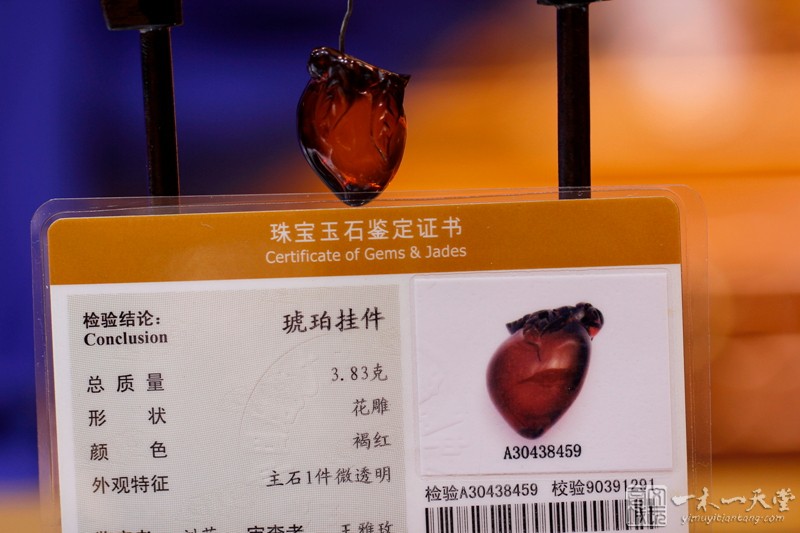 珠宝玉石鉴定证书
Certificate of Gems & Jades
检验结论： 琥珀挂件
Conclusion
总质量 3.83克
形状 花雕
颜色 褐红
外观特征 主石1件微透明
A30438459
检验A30438459 校验90391291
一木一天堂
yimuyitiantang.com